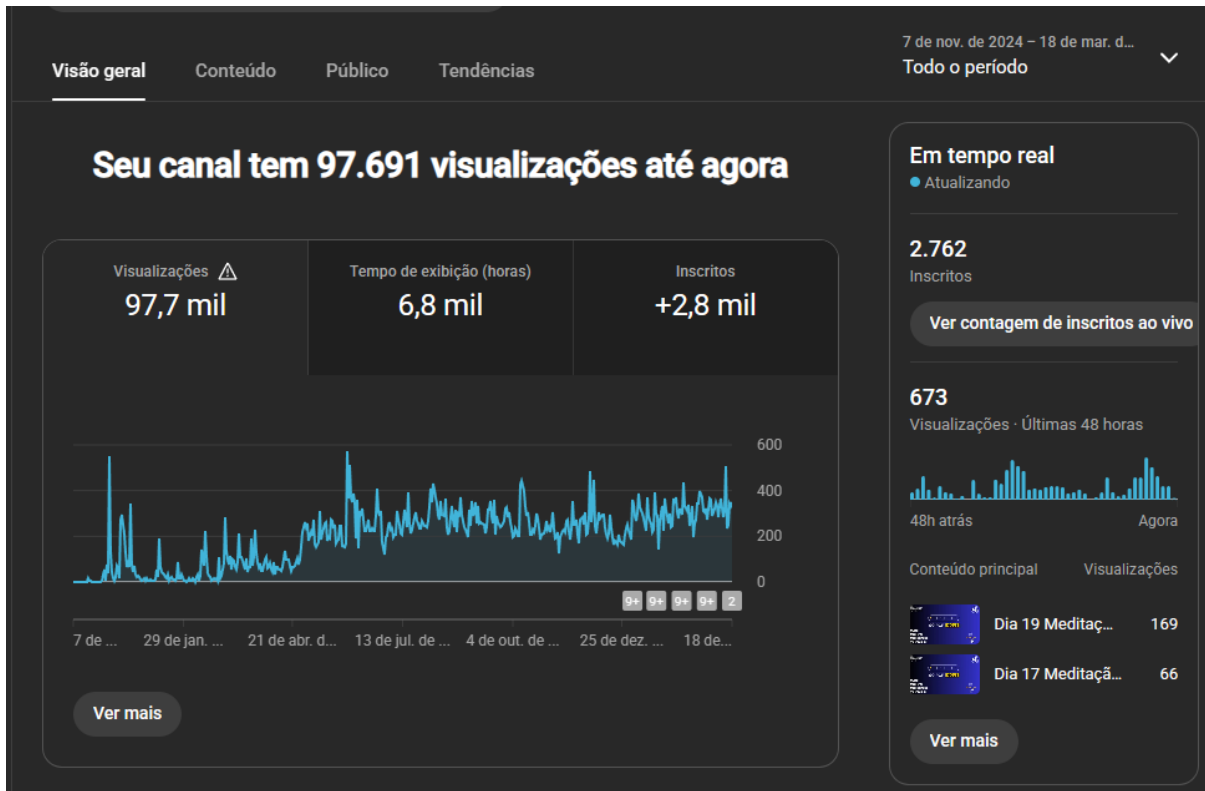 Visão geral
Conteúdo
Público
Tendências
7 de nov. de 2024 – 18 de mar. d...
Todo o período
Seu canal tem 97.691 visualizações até agora
Visualizações
97,7 mil
Tempo de exibição (horas)
6,8 mil
Inscritos
+2,8 mil
600
400
200
0
9+ 9+ 9+ 9+ 2
7 de ... 29 de jan. ... 21 de abr. d... 13 de jul. de ... 4 de out. de ... 25 de dez. ... 18 de...
Ver mais
Em tempo real
Atualizando
2.762
Inscritos
Ver contagem de inscritos ao vivo
673
Visualizações · Últimas 48 horas
48h atrás Agora
Conteúdo principal Visualizações
Dia 19 Meditaç... 169
Dia 17 Meditaçã... 66
Ver mais